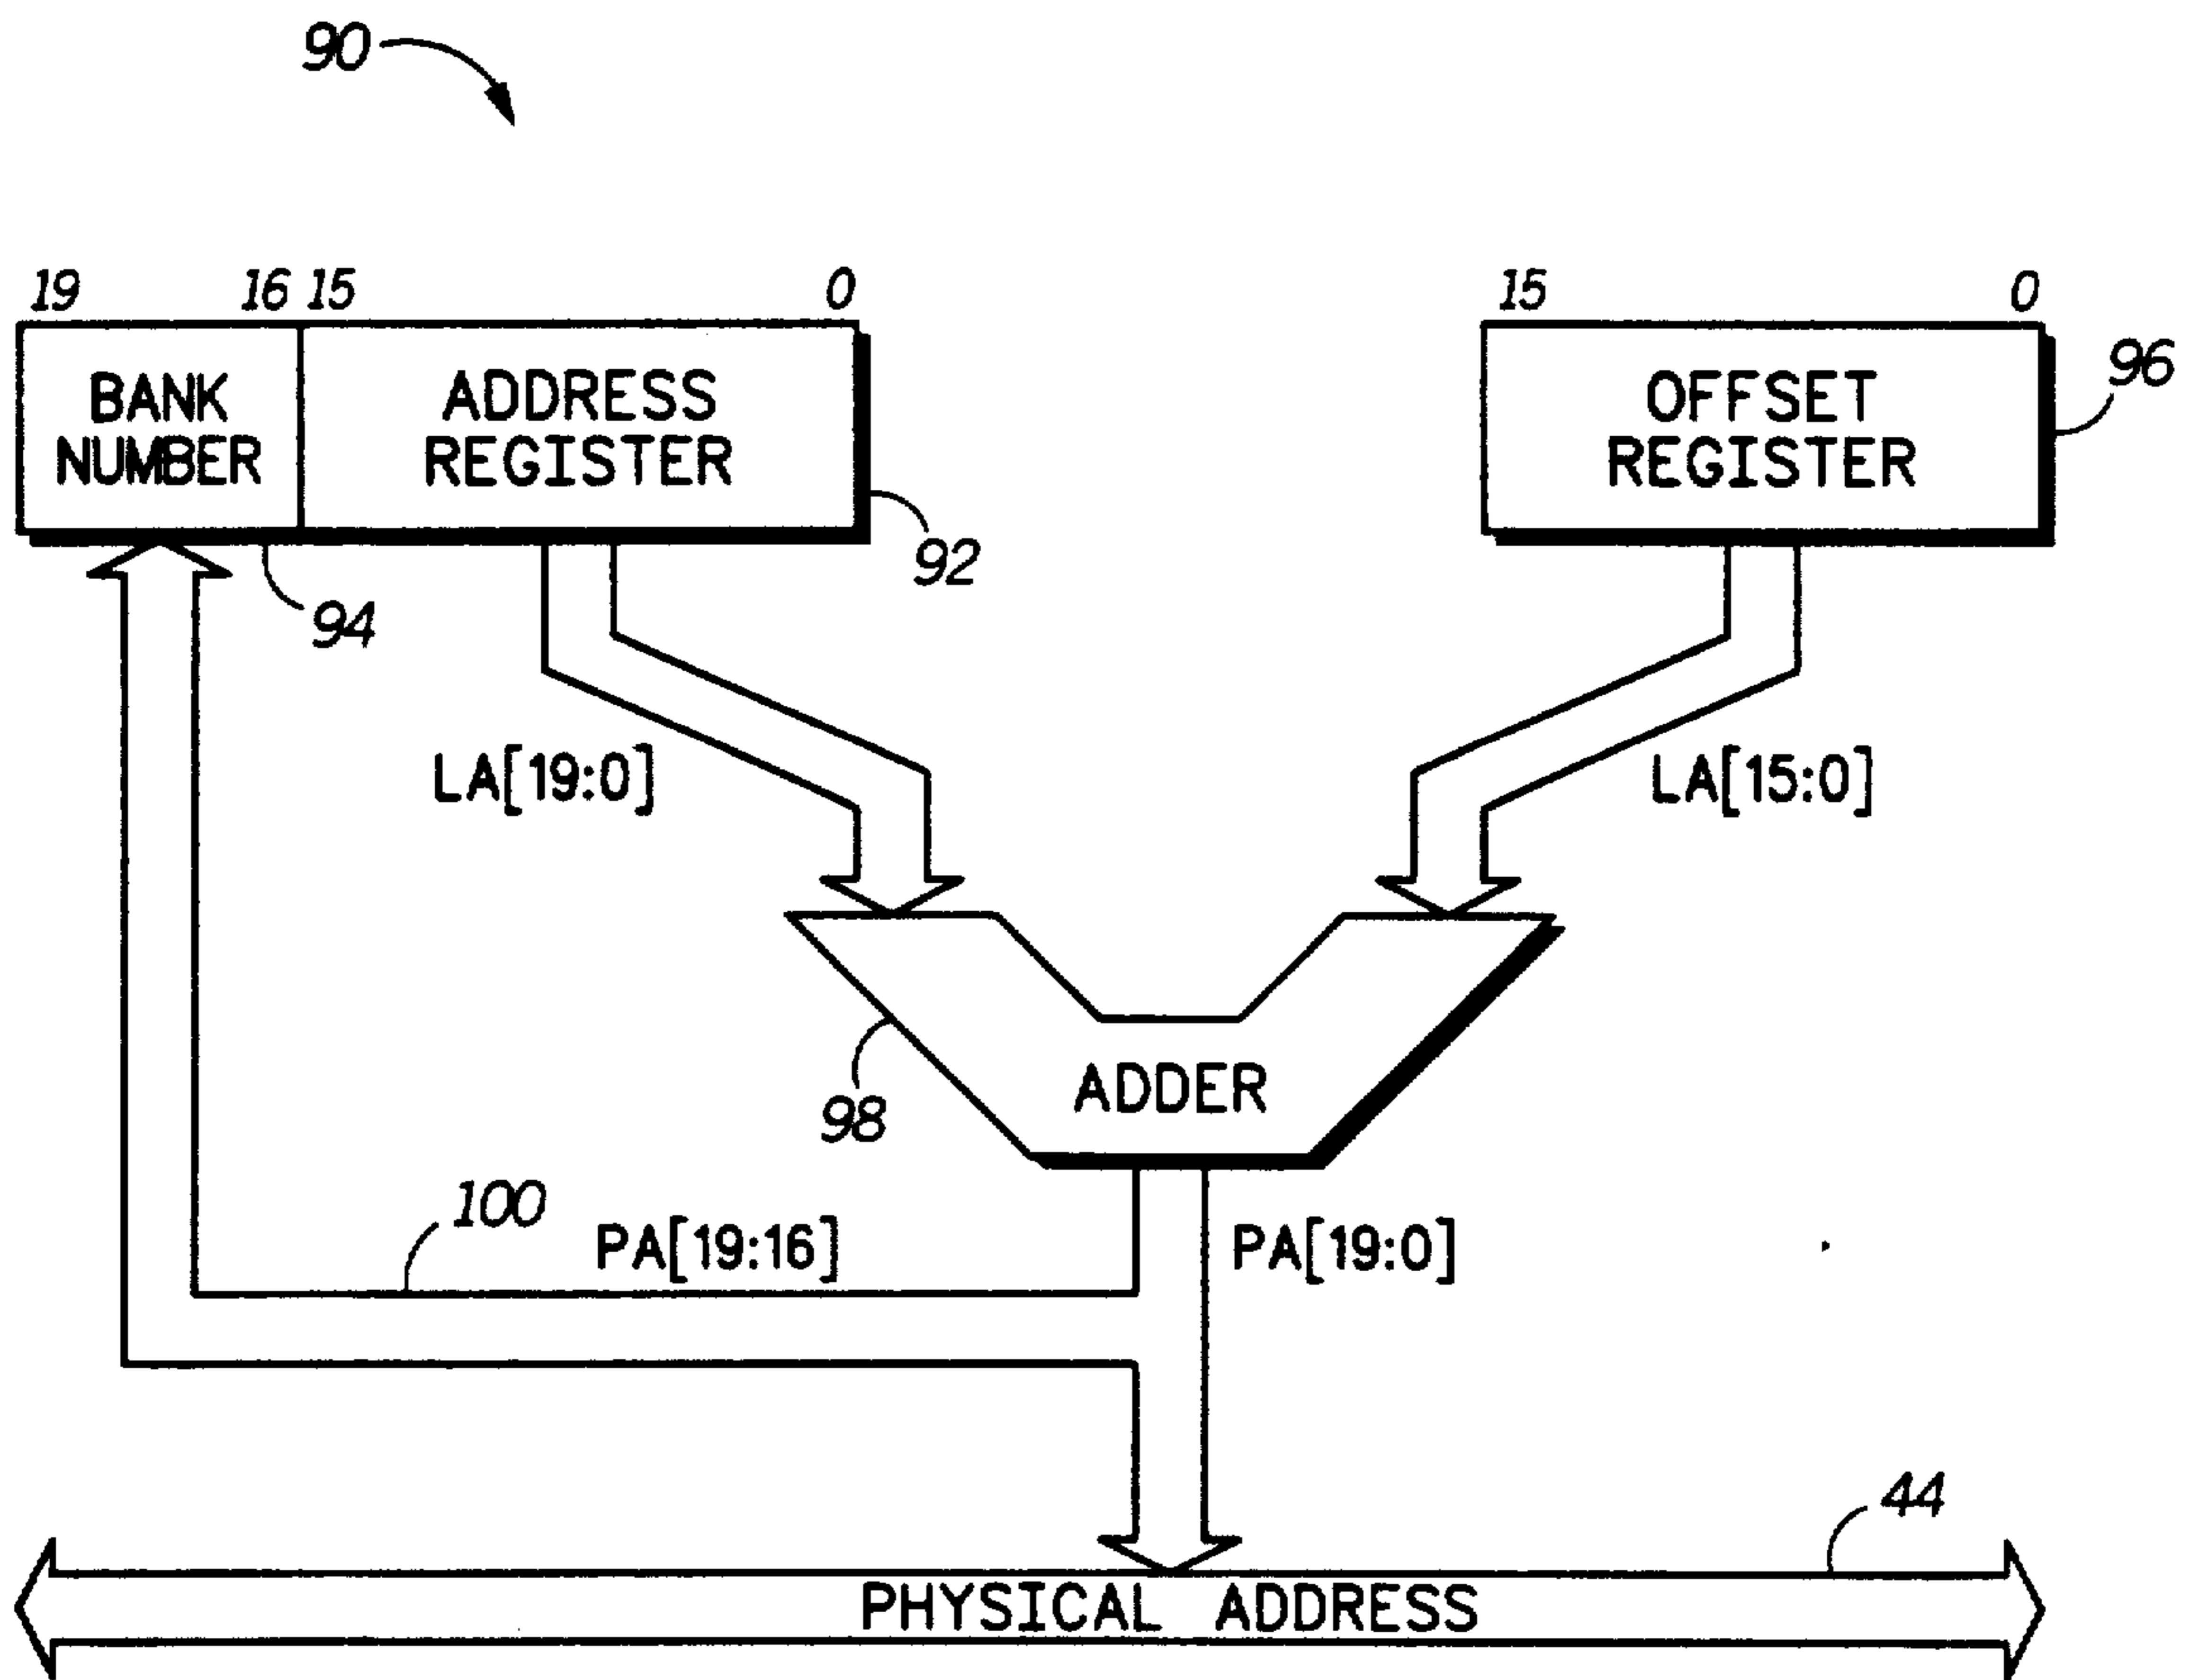 90
19 16 15 0
15 0
BANK
NUMBER
ADDRESS
REGISTER
OFFSET
REGISTER
96
92
94
LA[19:0]
LA[15:0]
ADDER
98
100
PA[19:16]
PA[19:0]
44
PHYSICAL ADDRESS